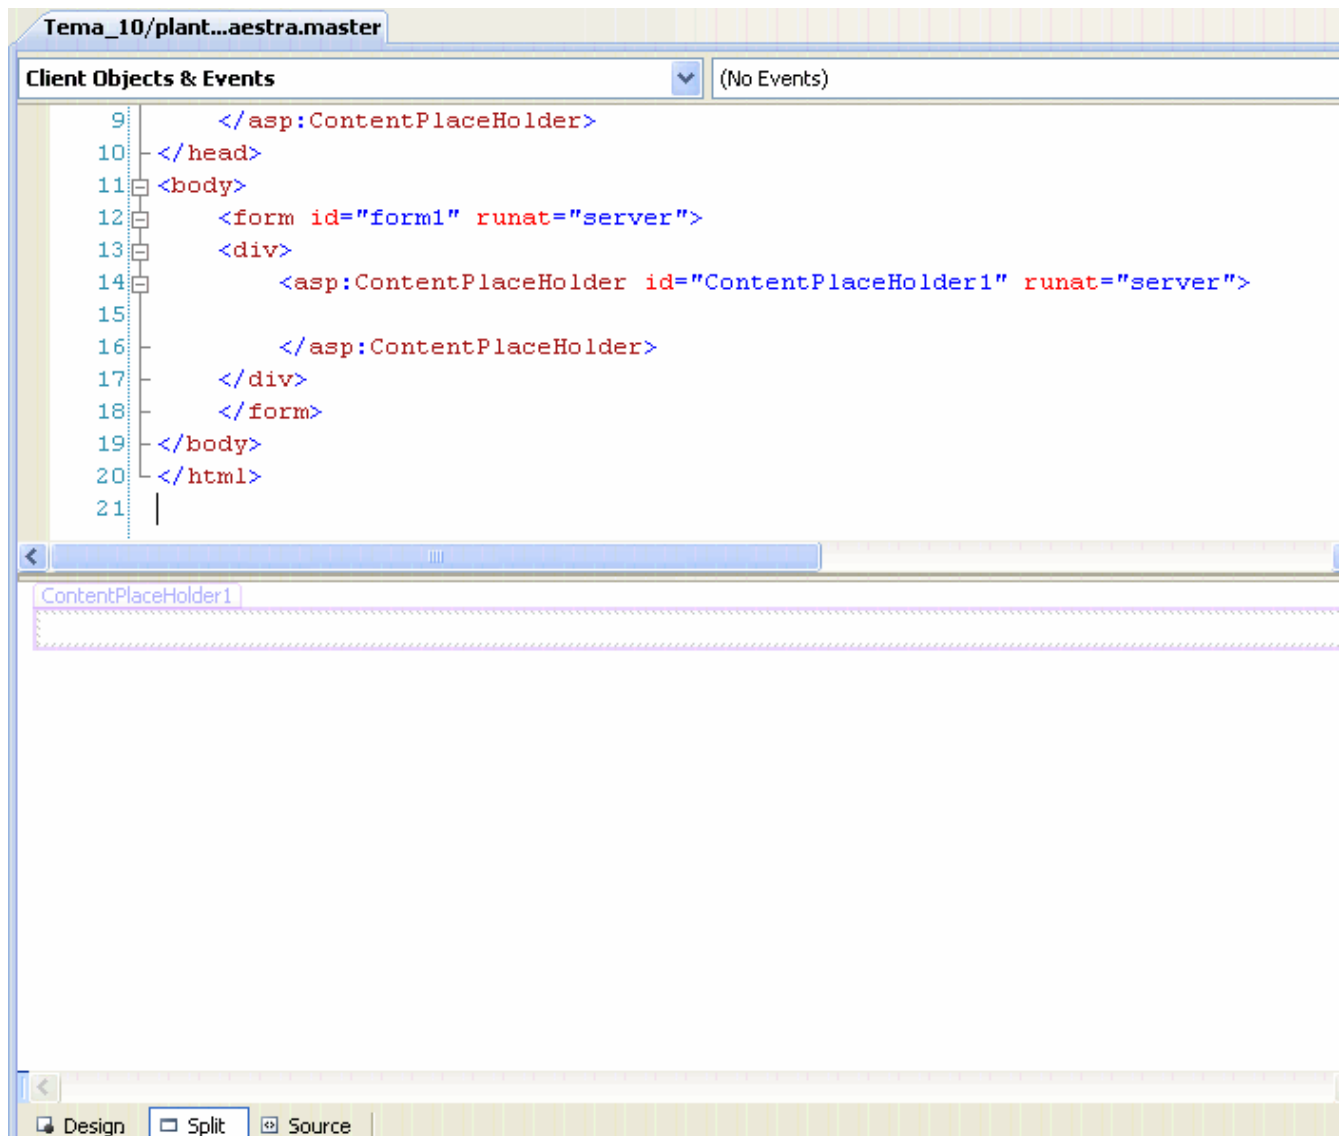 Tema_10/plant...aestra.master
Client Objects & Events (No Events)
9 </asp:ContentPlaceHolder>
10 </head>
11 <body>
12 <form id="form1" runat="server">
13 <div>
14 <asp:ContentPlaceHolder id="ContentPlaceHolder1" runat="server">
15
16 </asp:ContentPlaceHolder>
17 </div>
18 </form>
19 </body>
20 </html>
21
ContentPlaceHolder1
Design Split Source